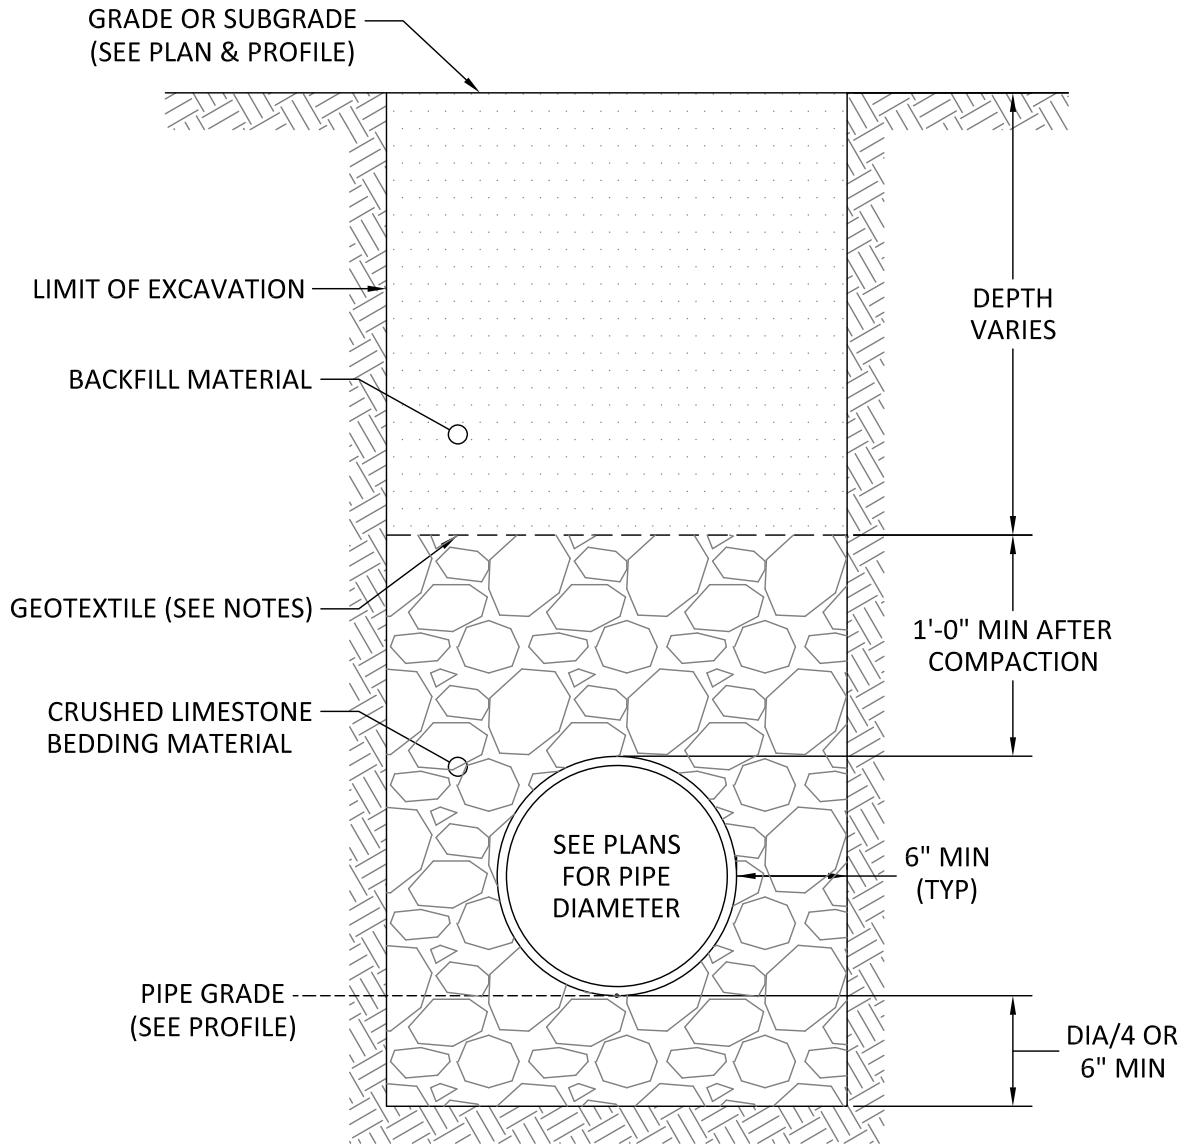 GRADE OR SUBGRADE
(SEE PLAN & PROFILE)
LIMIT OF EXCAVATION
DEPTH
VARIES
BACKFILL MATERIAL
GEOTEXTILE (SEE NOTES)
1'-0" MIN AFTER
COMPACTION
CRUSHED LIMESTONE
BEDDING MATERIAL
SEE PLANS
FOR PIPE
DIAMETER
6" MIN
(TYP)
PIPE GRADE
(SEE PROFILE)
DIA/4 OR
6" MIN